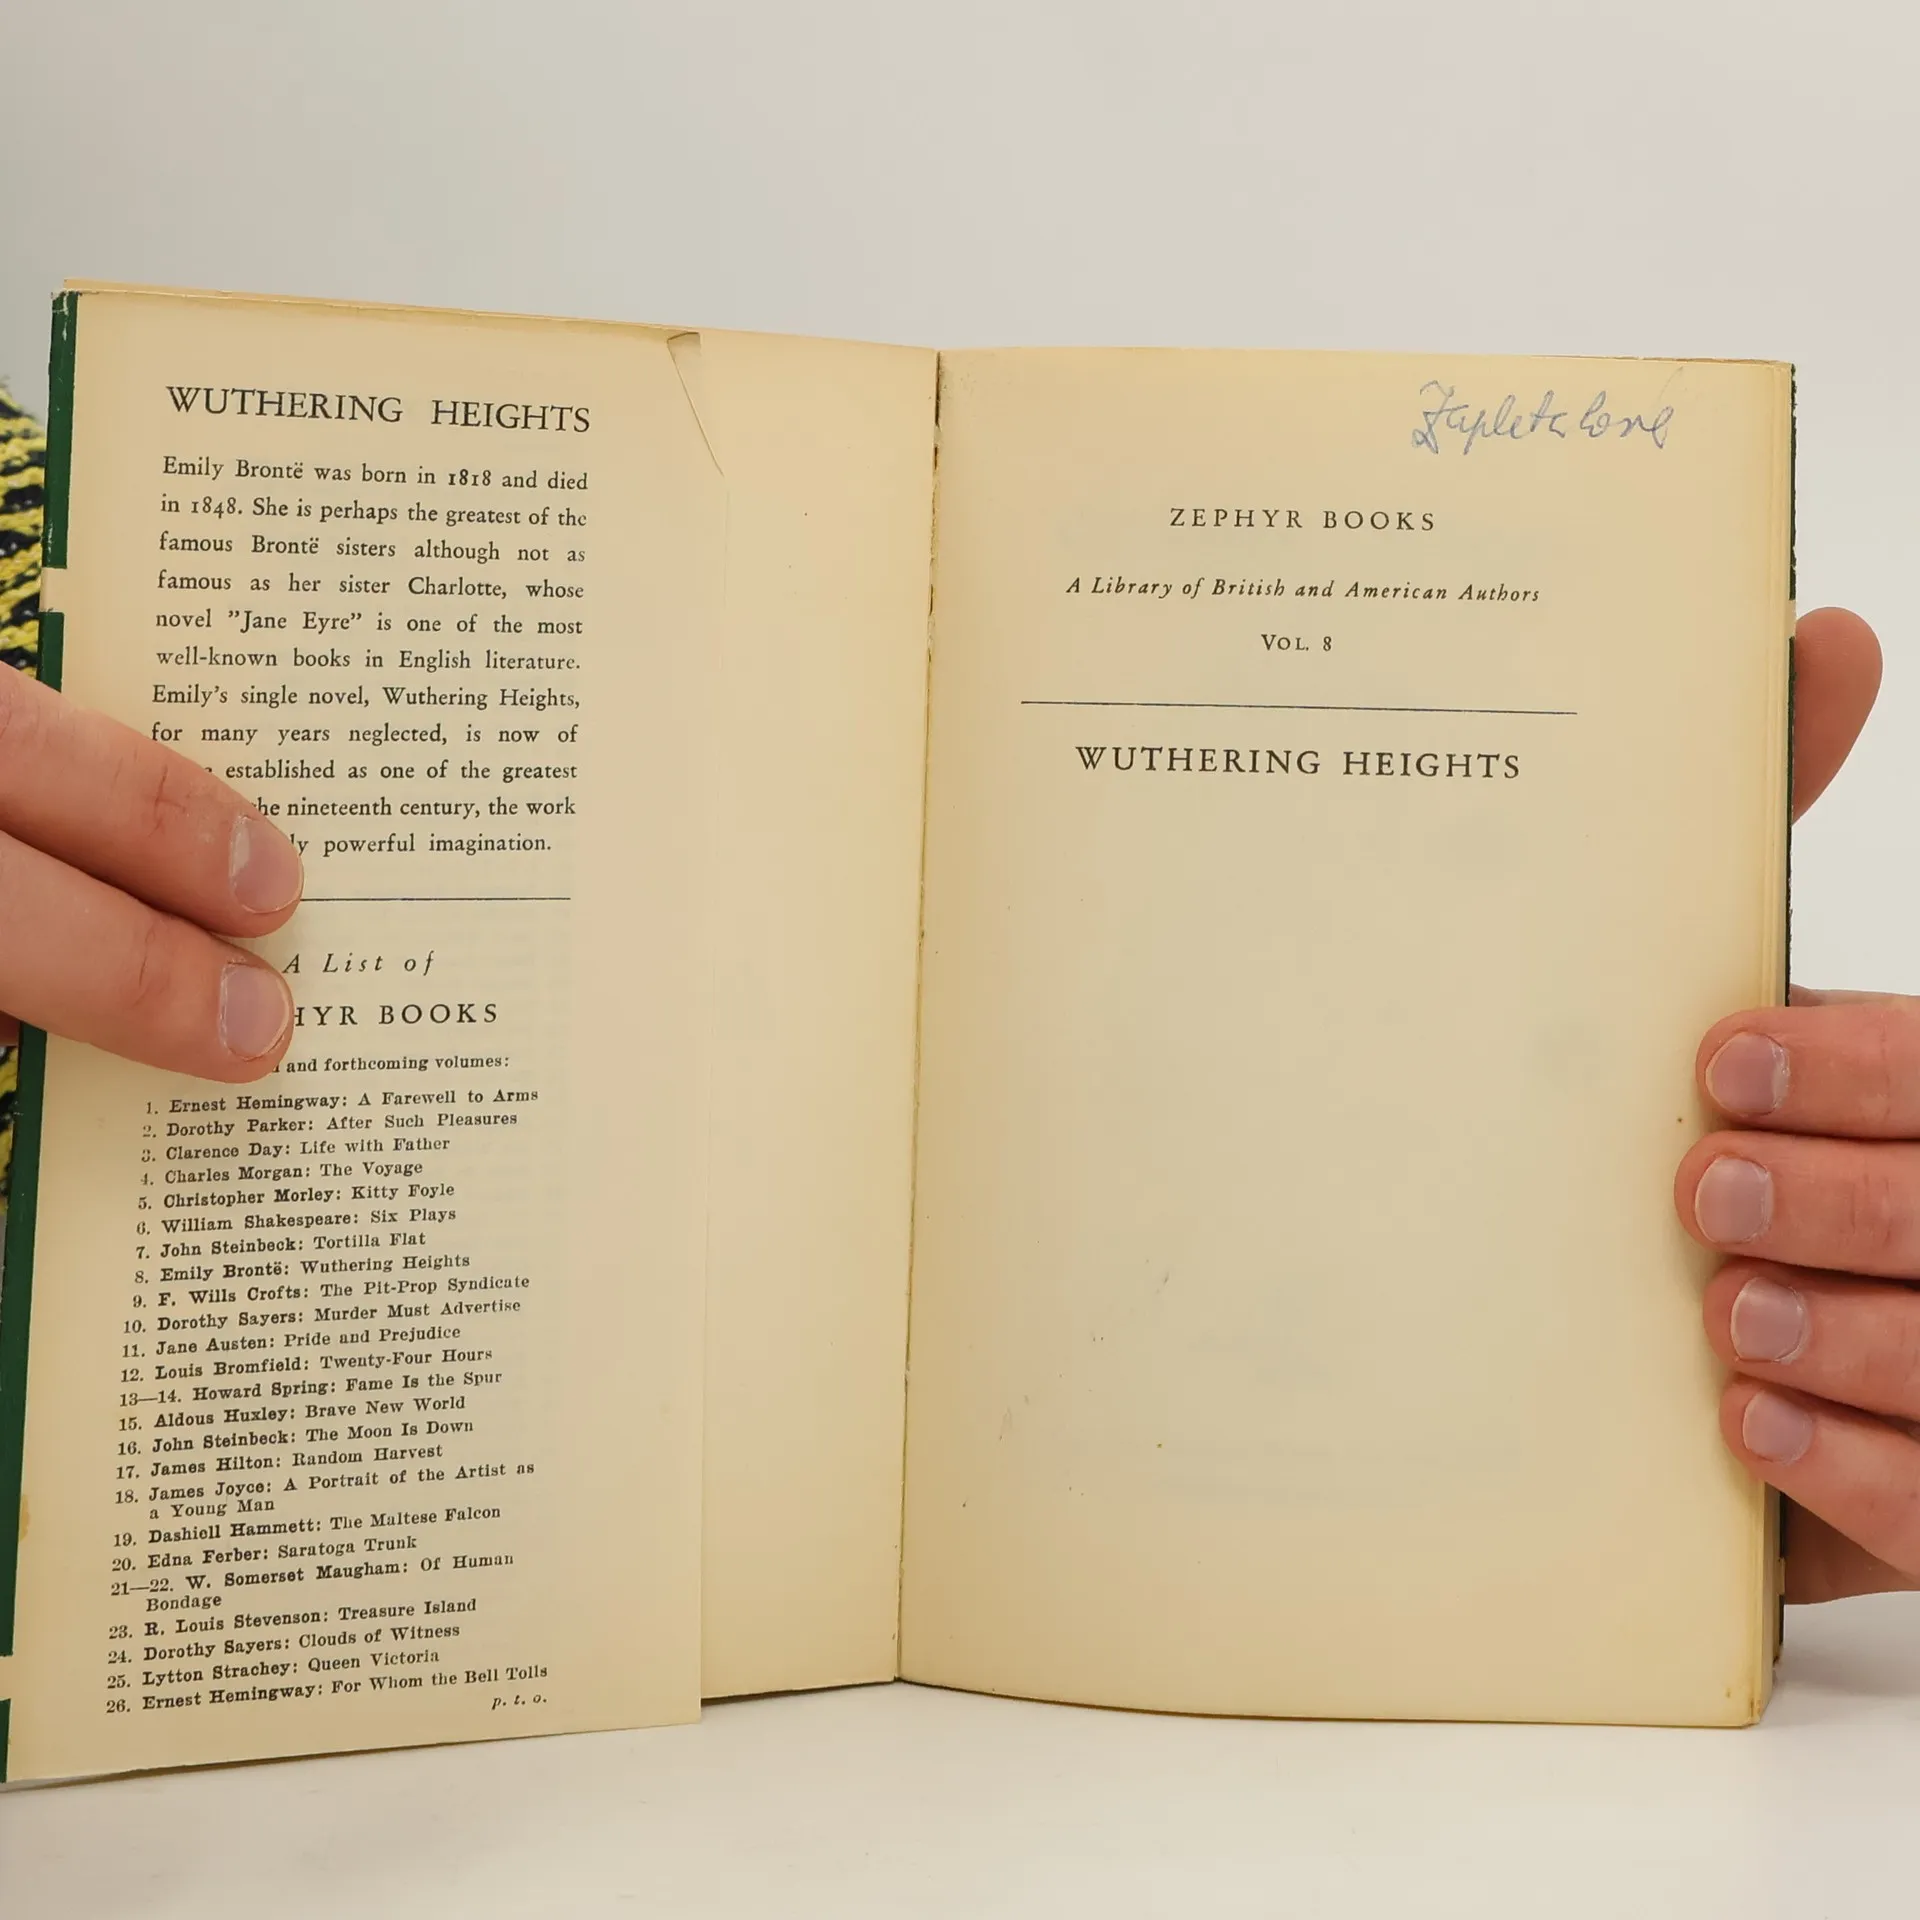 WUTHERING HEIGHTS
Emily Brontë was born in 1818 and died
in 1848. She is perhaps the greatest of the
famous Brontë sisters although not as
famous as her sister Charlotte, whose
novel ”Jane Eyre” is one of the most
well-known books in English literature.
Emily’s single novel, Wuthering Heights,
for many years neglected, is now of
established as one of the greatest
the nineteenth century, the work
powerful imagination.
A List of
HYR BOOKS
and forthcoming volumes:
1. Ernest Hemingway: A Farewell to Arms
2. Dorothy Parker: After Such Pleasures
3. Clarence Day: Life with Father
4. Charles Morgan: The Voyage
5. Christopher Morley: Kitty Foyle
6. William Shakespeare: Six Plays
7. John Steinbeck: Tortilla Flat
8. Emily Brontë: Wuthering Heights
9. F. Wills Crofts: The Pit-Prop Syndicate
10. Dorothy Sayers: Murder Must Advertise
11. Jane Austen: Pride and Prejudice
12. Louis Bromfield: Twenty-Four Hours
13—14. Howard Spring: Fame Is the Spur
15. Aldous Huxley: Brave New World
16. John Steinbeck: The Moon Is Down
17. James Hilton: Random Harvest
18. James Joyce: A Portrait of the Artist as
a Young Man
19. Dashiell Hammett: The Maltese Falcon
20. Edna Ferber: Saratoga Trunk
21—22. W. Somerset Maugham: Of Human
Bondage
23. R. Louis Stevenson: Treasure Island
24. Dorothy Sayers: Clouds of Witness
25. Lytton Strachey: Queen Victoria
26. Ernest Hemingway: For Whom the Bell Tolls
p. t. o.
ZEPHYR BOOKS
A Library of British and American Authors
VOL. 8
WUTHERING HEIGHTS